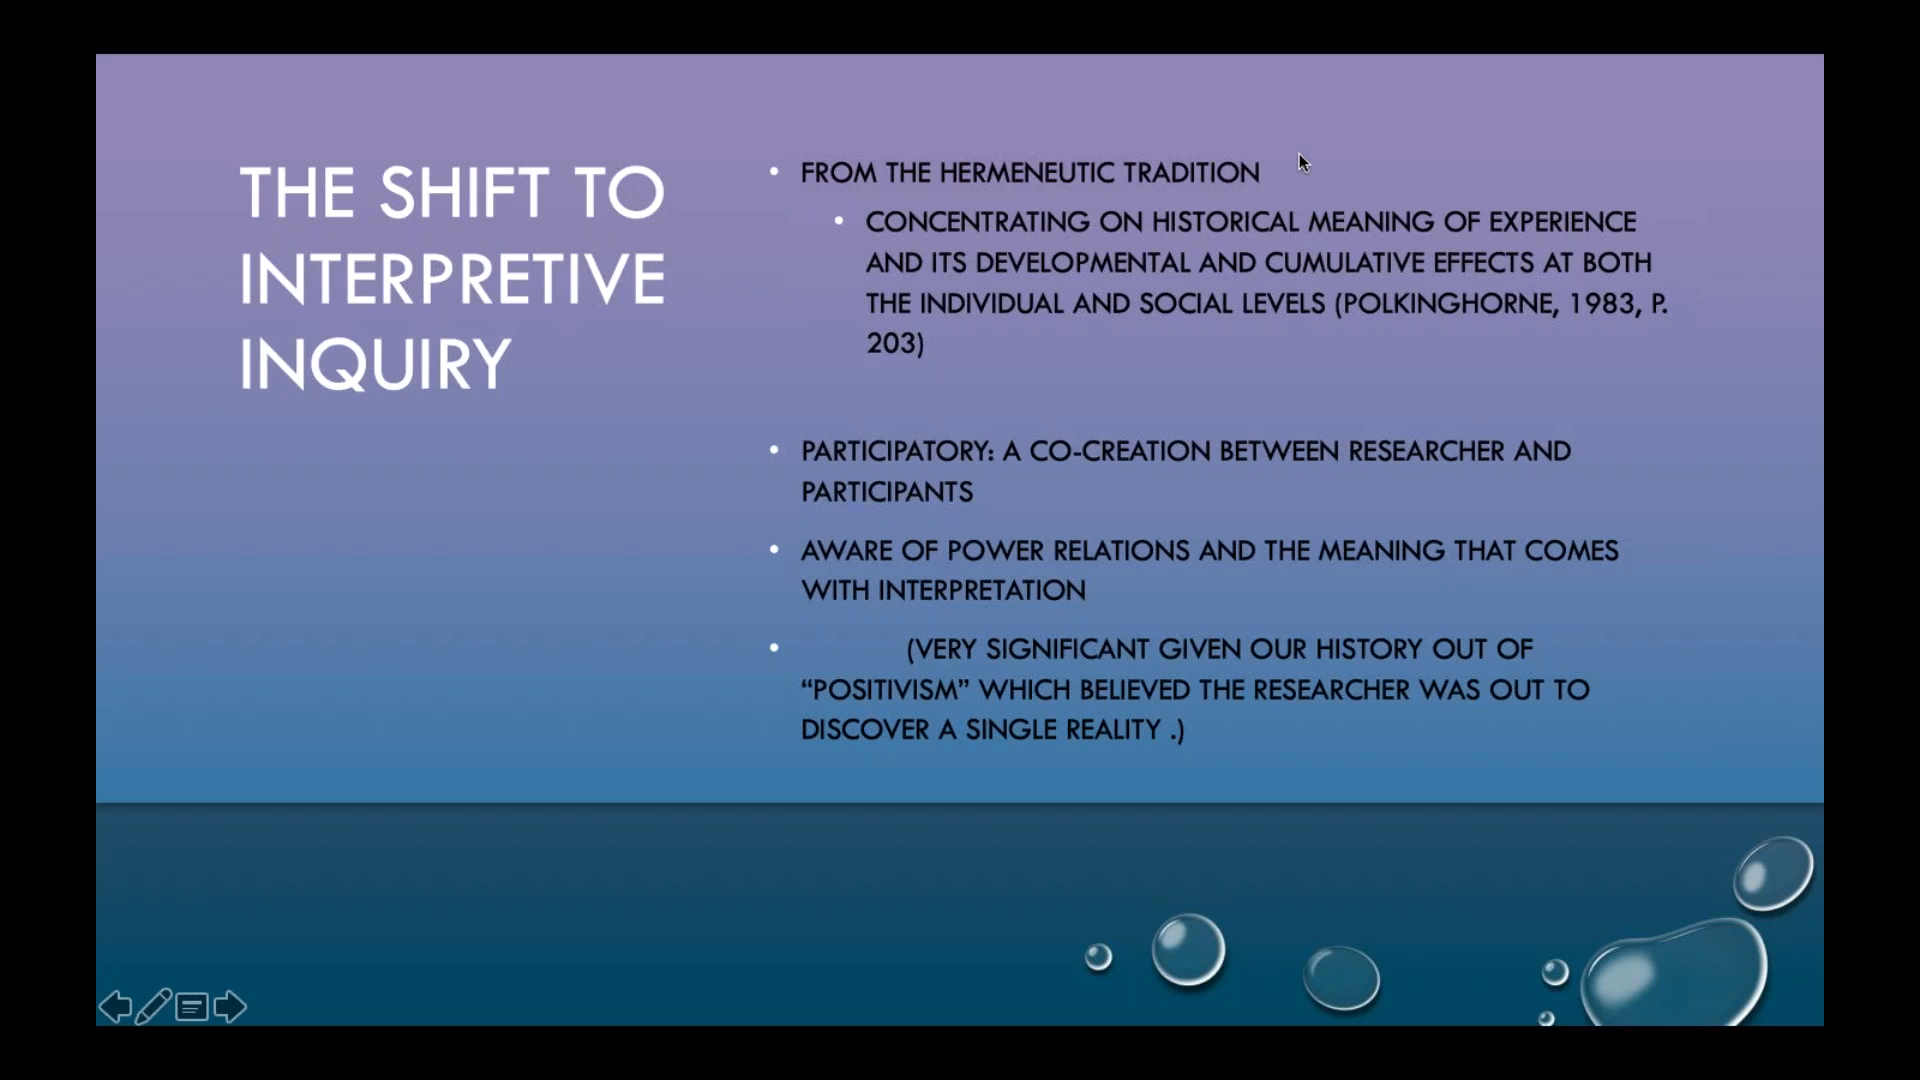 THE SHIFT TO
INTERPRETIVE
INQUIRY
• FROM THE HERMENEUTIC TRADITION
• CONCENTRATING ON HISTORICAL MEANING OF EXPERIENCE
AND ITS DEVELOPMENTAL AND CUMULATIVE EFFECTS AT BOTH
THE INDIVIDUAL AND SOCIAL LEVELS (POLKINGHORNE, 1983, P.
203)
• PARTICIPATORY: A CO-CREATION BETWEEN RESEARCHER AND
PARTICIPANTS
• AWARE OF POWER RELATIONS AND THE MEANING THAT COMES
WITH INTERPRETATION
• (VERY SIGNIFICANT GIVEN OUR HISTORY OUT OF
“POSITIVISM” WHICH BELIEVED THE RESEARCHER WAS OUT TO
DISCOVER A SINGLE REALITY .)